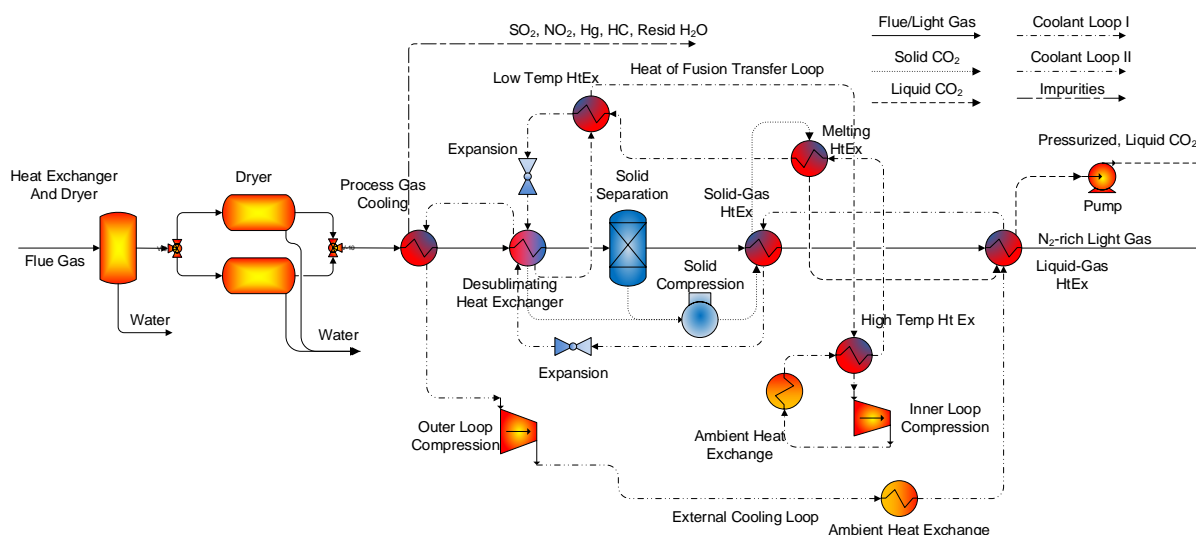 SO₂, NO₂, Hg, HC, Resid H₂O
Flue/Light Gas
Coolant Loop I
Solid CO₂
Coolant Loop II
Liquid CO₂
Impurities
Low Temp HtEx
Heat of Fusion Transfer Loop
Expansion
Melting
HtEx
Pressurized, Liquid CO₂
Pump
Heat Exchanger
And Dryer
Dryer
Process Gas
Cooling
Solid
Separation
Solid-Gas
HtEx
Flue Gas
N₂-rich Light Gas
Liquid-Gas
HtEx
Desublimating
Heat Exchanger
Solid
Compression
Water
Water
High Temp Ht Ex
Expansion
Outer Loop
Compression
Ambient Heat
Exchange
Inner Loop
Compression
External Cooling Loop
Ambient Heat Exchange